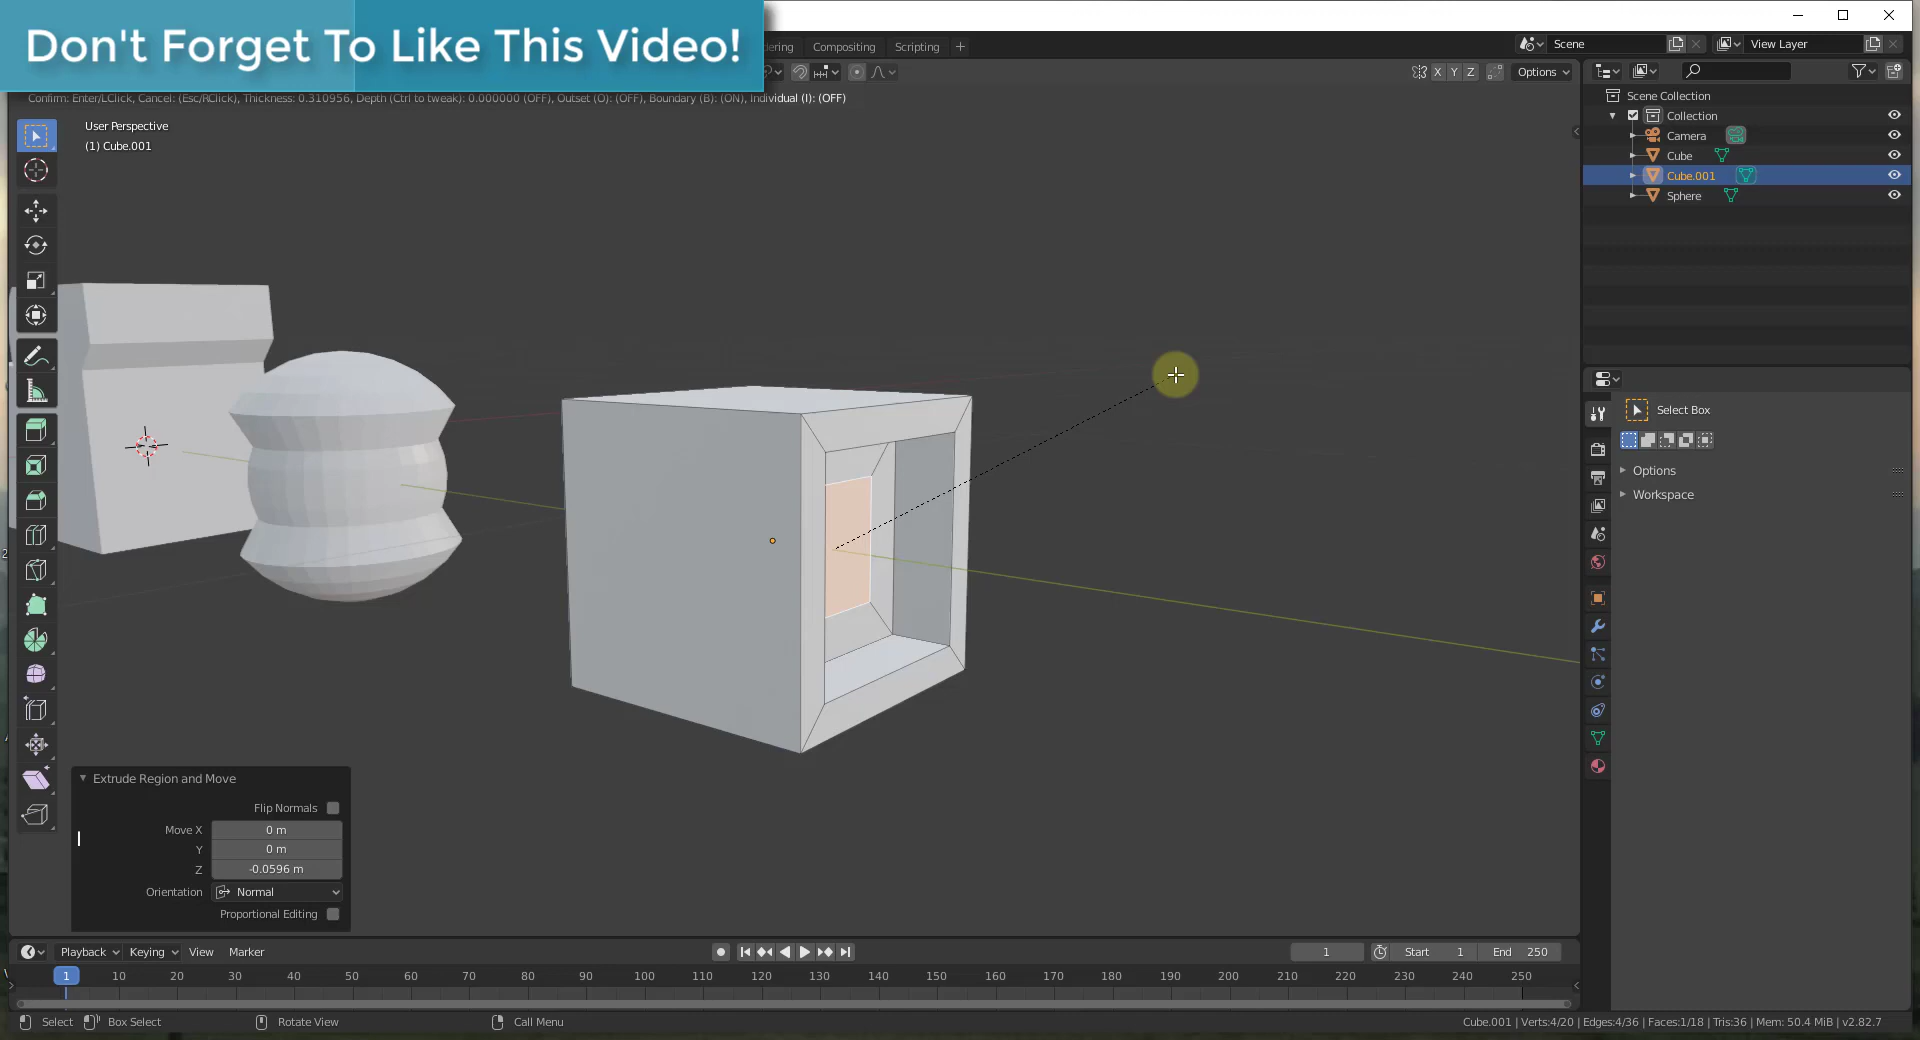 Don't Forget To Like This Video!
Compositing
Scripting
Scene
View Layer
X Y Z
Options
Confirm: Enter/LClick, Cancel: (Esc/RClick), Thickness: 0.310956, Depth (Ctrl to tweak): 0.000000 (OFF), Outset (O): (OFF), Boundary (B): (ON), Individual (I): (OFF)
User Perspective
(1) Cube.001
Scene Collection
Collection
Camera
Cube
Cube.001
Sphere
Select Box
Options
Workspace
Extrude Region and Move
Flip Normals
Move X 0 m
Y 0 m
Z -0.0596 m
Orientation Normal
Proportional Editing
Playback Keying View Marker
1
Start 1
End 250
1 10 20 30 40 50 60 70 80 90 100 110 120 130 140 150 160 170 180 190 200 210 220 230 240 250
Select
Box Select
Rotate View
Call Menu
Cube.001 | Verts:4/20 | Edges:4/36 | Faces:1/18 | Tris:36 | Mem: 50.4 MiB | v2.82.7